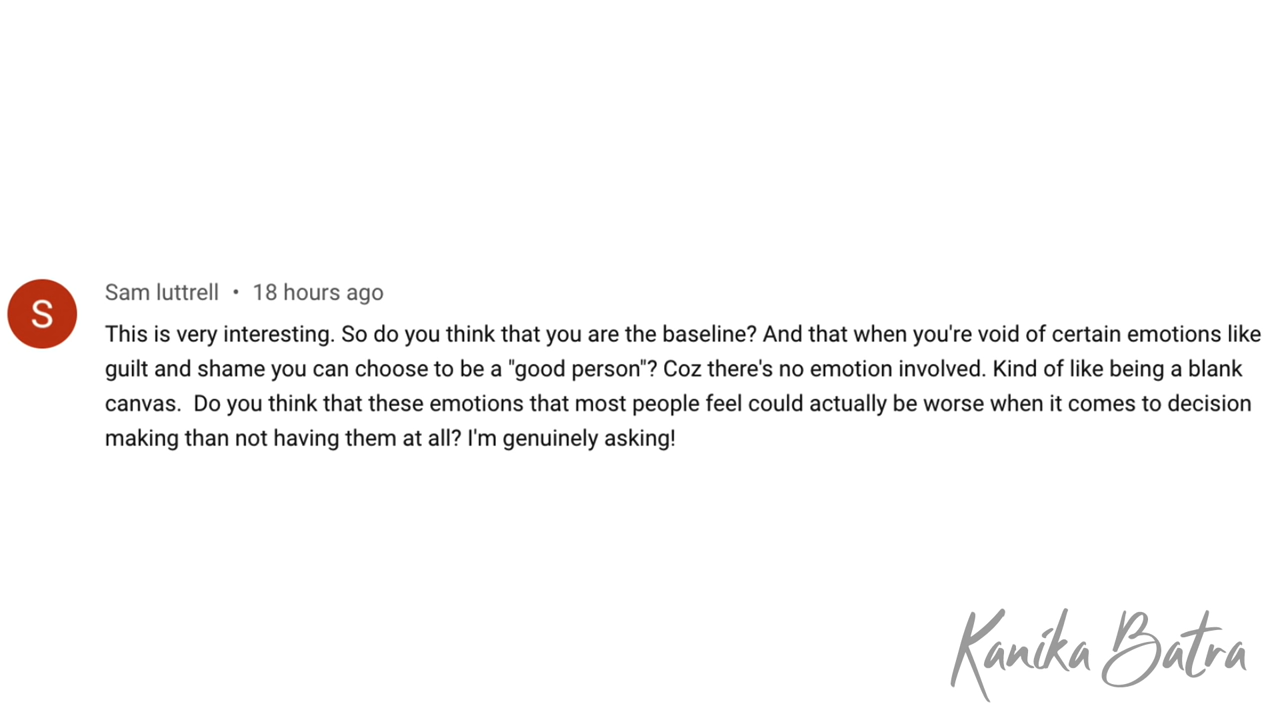 S
Sam luttrell • 18 hours ago
This is very interesting. So do you think that you are the baseline? And that when you're void of certain emotions like
guilt and shame you can choose to be a "good person"? Coz there's no emotion involved. Kind of like being a blank
canvas.  Do you think that these emotions that most people feel could actually be worse when it comes to decision
making than not having them at all? I'm genuinely asking!
Kanika Batra